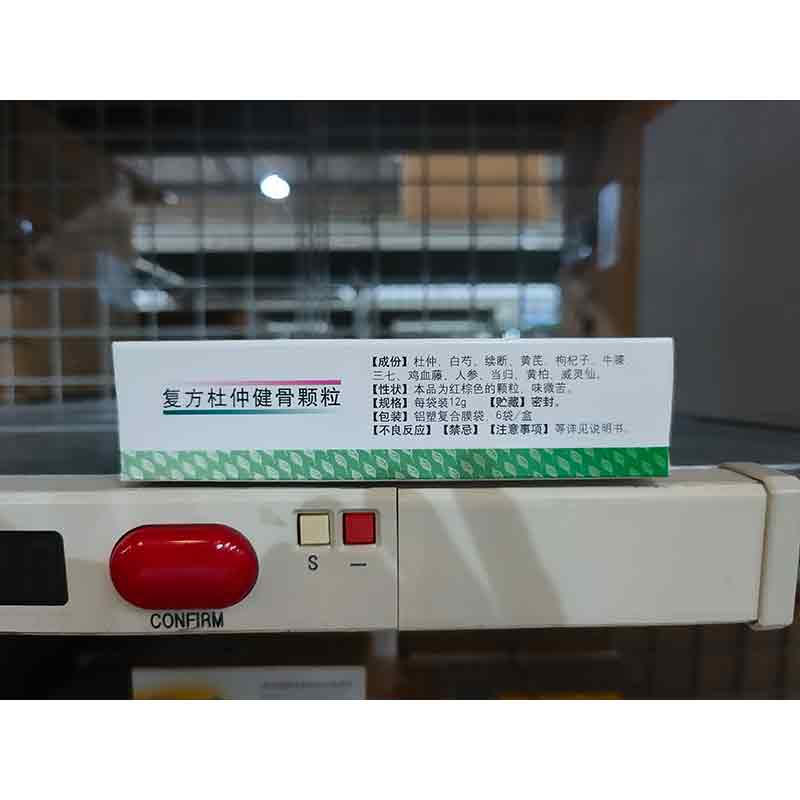 复方杜仲健骨颗粒
【成份】杜仲、白芍、续断、黄芪、枸杞子、牛膝、
三七、鸡血藤、人参、当归、黄柏、威灵仙。
【性状】本品为红棕色的颗粒，味微苦。
【规格】每袋装12g 【贮藏】密封。
【包装】铝塑复合膜袝 6袋/盒
【不良反应】【禁忌】【注意事项】等详见说明书。
S
—
CONFIRM